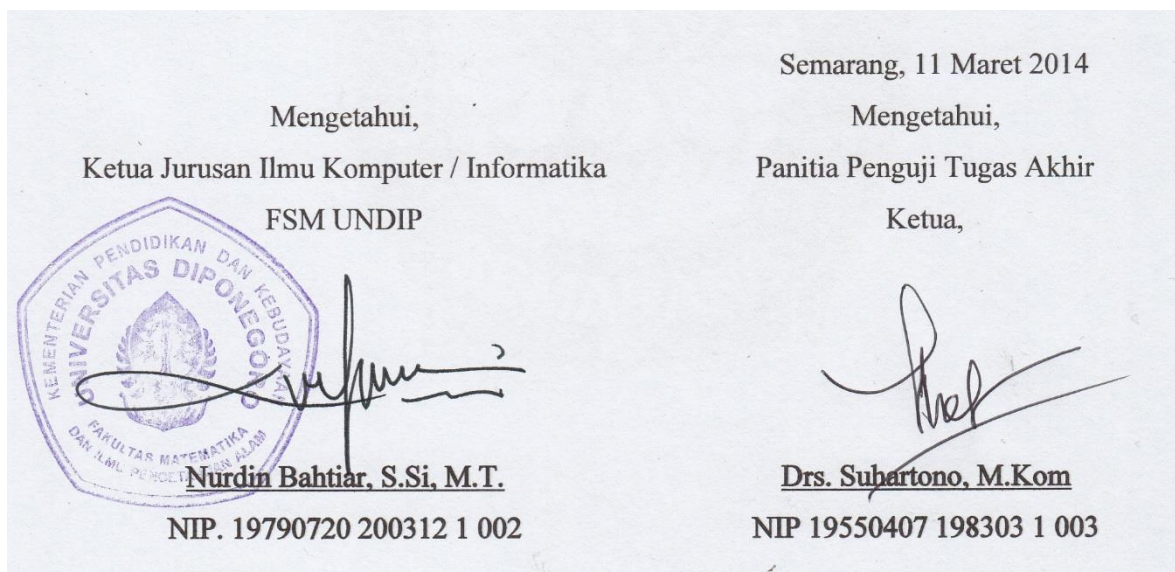 Semarang, 11 Maret 2014
Mengetahui,
Ketua Jurusan Ilmu Komputer / Informatika
FSM UNDIP
KEMENTERIAN PENDIDIKAN DAN KEBUDAYAAN
UNIVERSITAS DIPONEGORO
FAKULTAS MATEMATIKA
DAN ILMU PENGETAHUAN ALAM
Nurdin Bahtiar, S.Si, M.T.
NIP. 19790720 200312 1 002
Mengetahui,
Panitia Penguji Tugas Akhir
Ketua,
Drs. Suhartono, M.Kom
NIP 19550407 198303 1 003